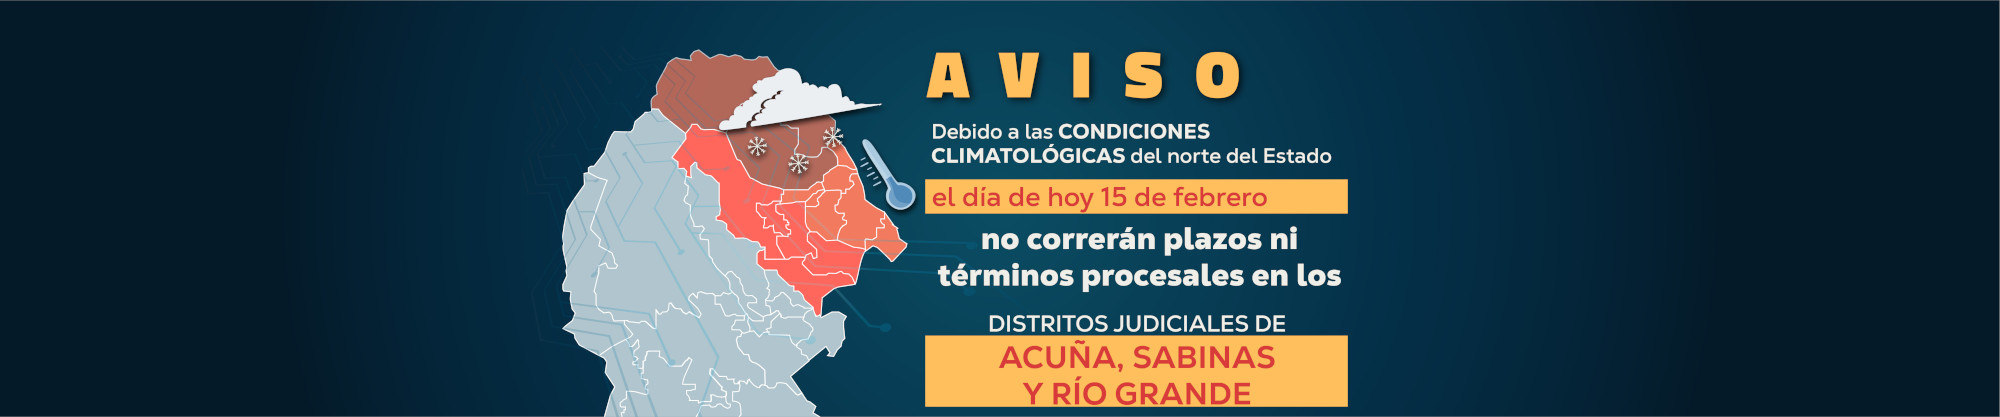 AVISO
Debido a las CONDICIONES
CLIMATOLÓGICAS del norte del Estado
el día de hoy 15 de febrero
no correrán plazos ni
términos procesales en los
DISTRITOS JUDICIALES DE
ACUÑA, SABINAS
Y RÍO GRANDE